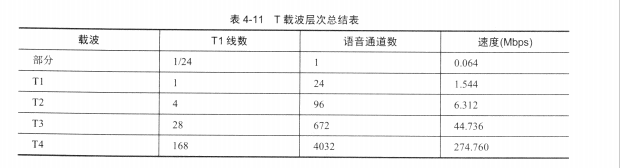 表 4-11 T 载波层次总结表
载波 T1 线数 语音通道数 速度(Mbps)
部分 1/24 1 0.064
T1 1 24 1.544
T2 4 96 6.312
T3 28 672 44.736
T4 168 4032 274.760